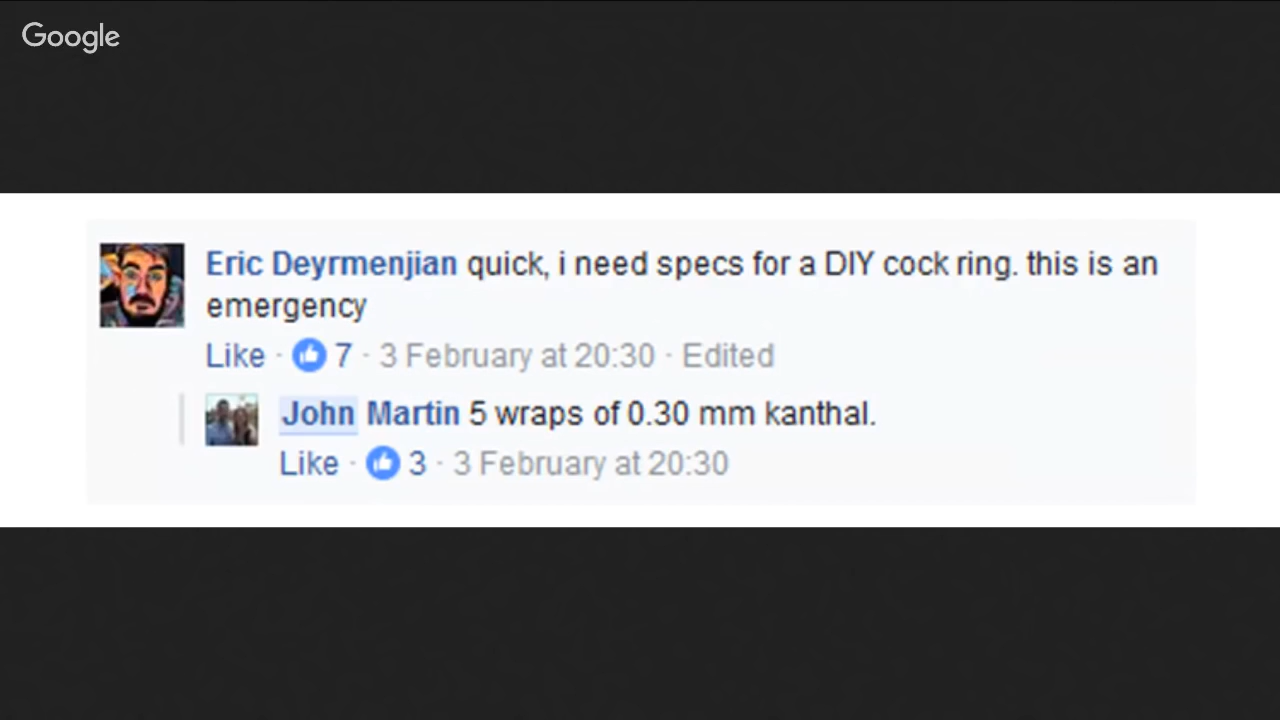 Google
Eric Deyrmenjian quick, i need specs for a DIY cock ring. this is an
emergency
Like · 7 · 3 February at 20:30 · Edited
John Martin 5 wraps of 0.30 mm kanthal.
Like · 3 · 3 February at 20:30